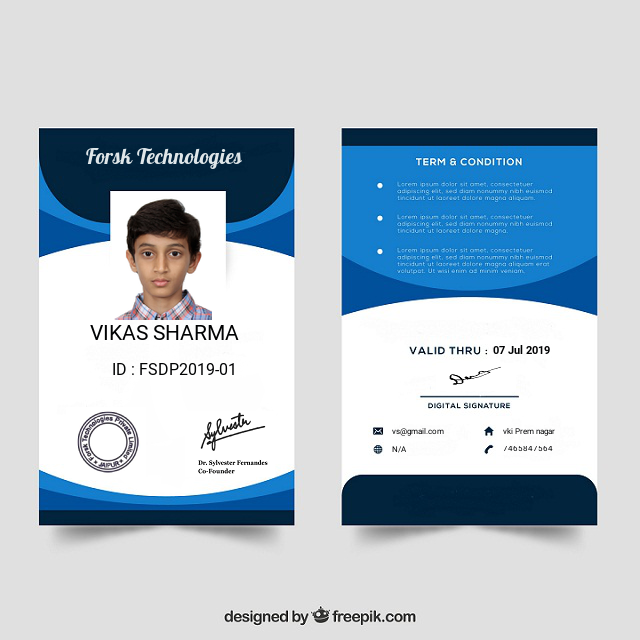 Forsk Technologies
VIKAS SHARMA
ID : FSDP2019-01
Forsk Technologies Private Limited
Sylvester
Dr. Sylvester Fernandes
Co-Founder
TERM & CONDITION
Lorem ipsum dolor sit amet, consectetuer
adipiscing elit, sed diam nonummy nibh euismod
tincidunt ut laoreet dolore magna aliquam.
Lorem ipsum dolor sit amet, consectetuer
adipiscing elit, sed diam nonummy nibh euismod
tincidunt ut laoreet dolore magna
Lorem ipsum dolor sit amet, consectetuer
adipiscing elit, sed diam nonummy nibh euismod
tincidunt ut laoreet dolore magna aliquam erat
volutpat. Ut wisi enim ad minim veniam
VALID THRU : 07 Jul 2019
DIGITAL SIGNATURE
vs@gmail.com
vki Prem nagar
N/A
7465847564
designed by freepik.com